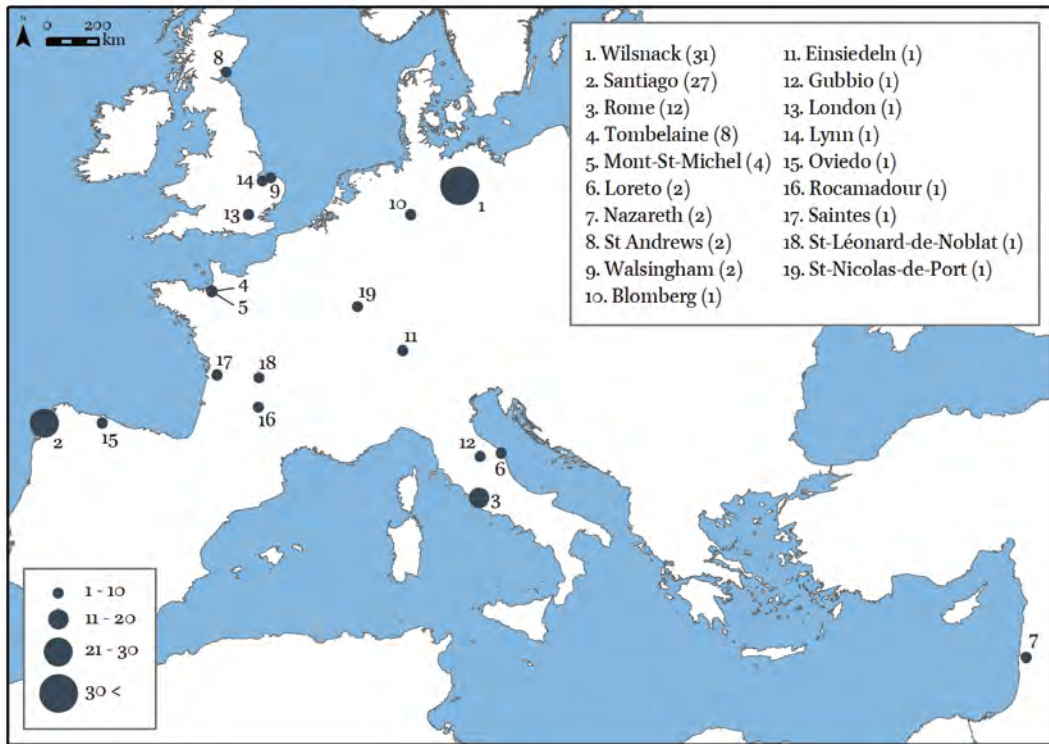 N
0 200
km
1. Wilsnack (31)
2. Santiago (27)
3. Rome (12)
4. Tombelaine (8)
5. Mont-St-Michel (4)
6. Loreto (2)
7. Nazareth (2)
8. St Andrews (2)
9. Walsingham (2)
10. Blomberg (1)
11. Einsiedeln (1)
12. Gubbio (1)
13. London (1)
14. Lynn (1)
15. Oviedo (1)
16. Rocamadour (1)
17. Saintes (1)
18. St-Léonard-de-Noblat (1)
19. St-Nicolas-de-Port (1)
8
14
9
1
10
13
4
5
19
11
17
18
16
2
15
12
6
3
7
1 - 10
11 - 20
21 - 30
30 <